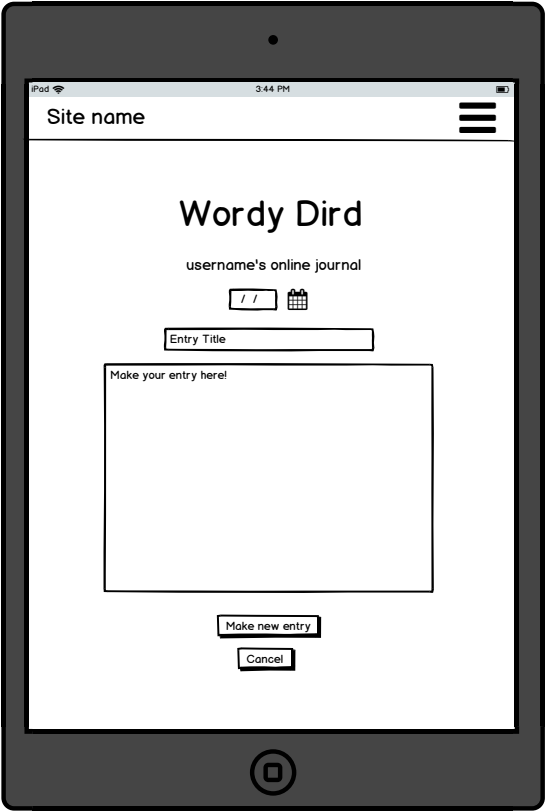 iPad 3:44 PM
Site name
Wordy Dird
username's online journal
/ /
Entry Title
Make your entry here!
Make new entry
Cancel